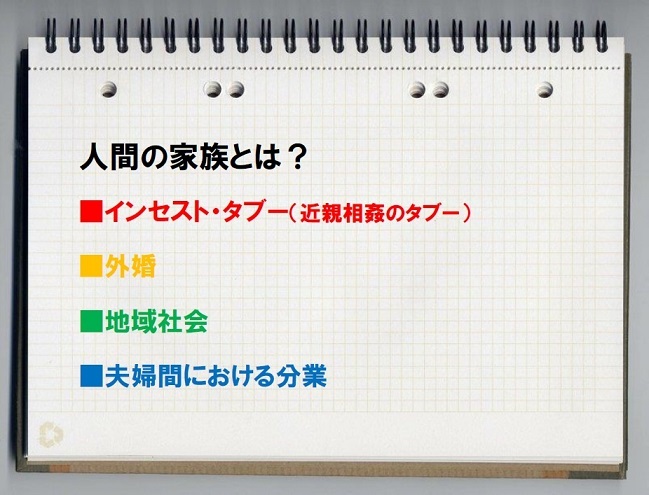 人間の家族とは？
■インセスト・タブー（近親相姦のタブー）
■外婚
■地域社会
■夫婦間における分業